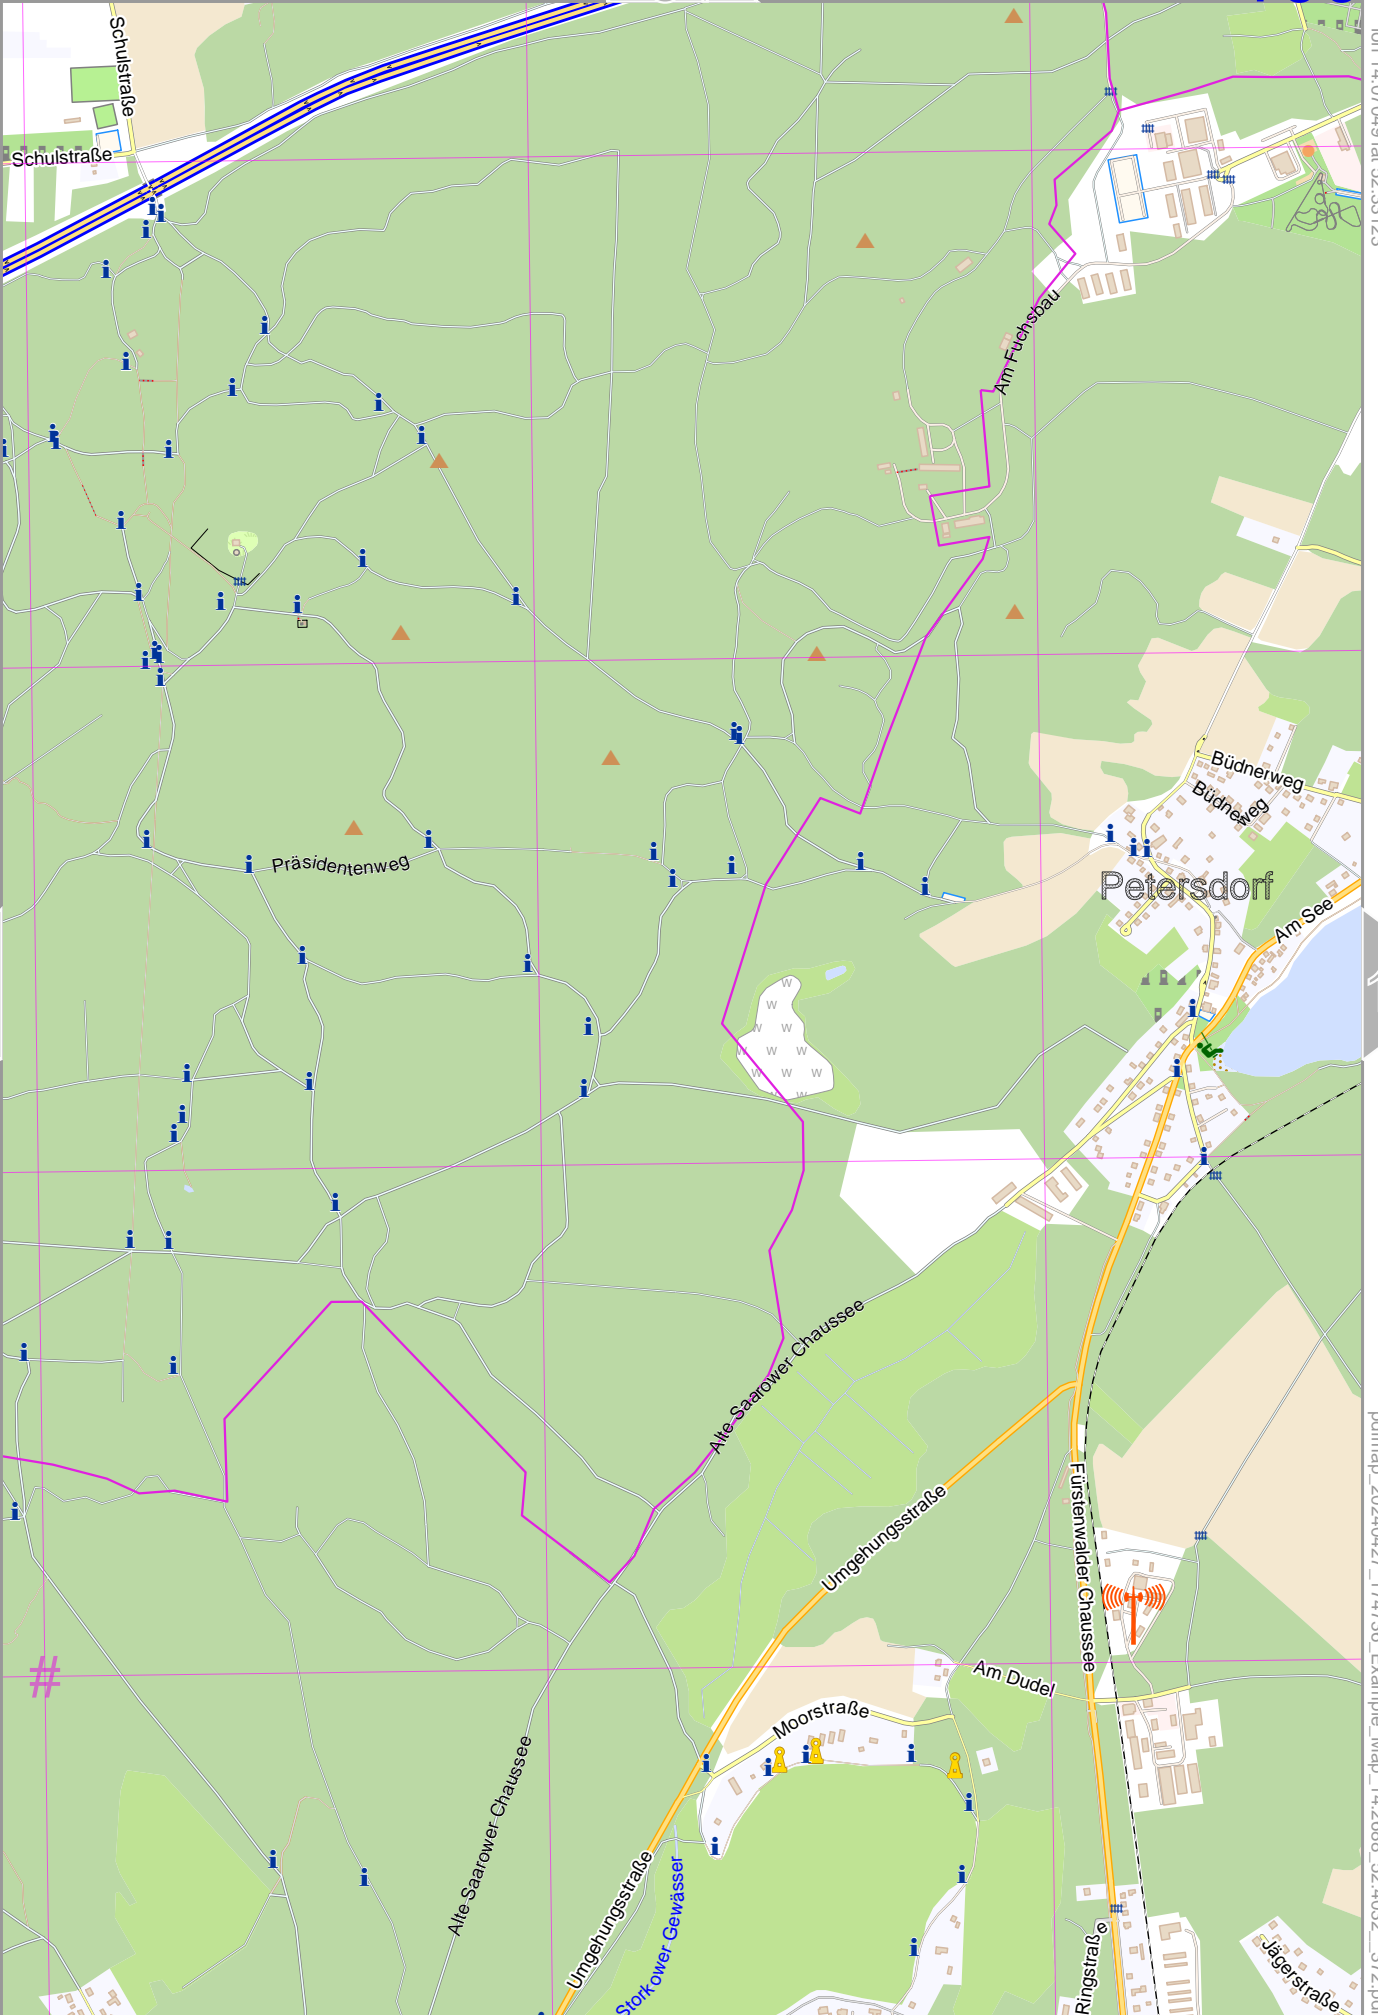 Schulstraße
Schulstraße
Am Fuchsbau
Büdnerweg
Büdneweg
Präsidentenweg
Petersdorf
Am See
Alte Saarower Chaussee
Umgehungsstraße
Fürstenwalder Chaussee
Am Dudel
Moorstraße
Alte Saarower Chaussee
Umgehungsstraße
Storkower Gewässer
Ringstraße
Jägerstraße
#